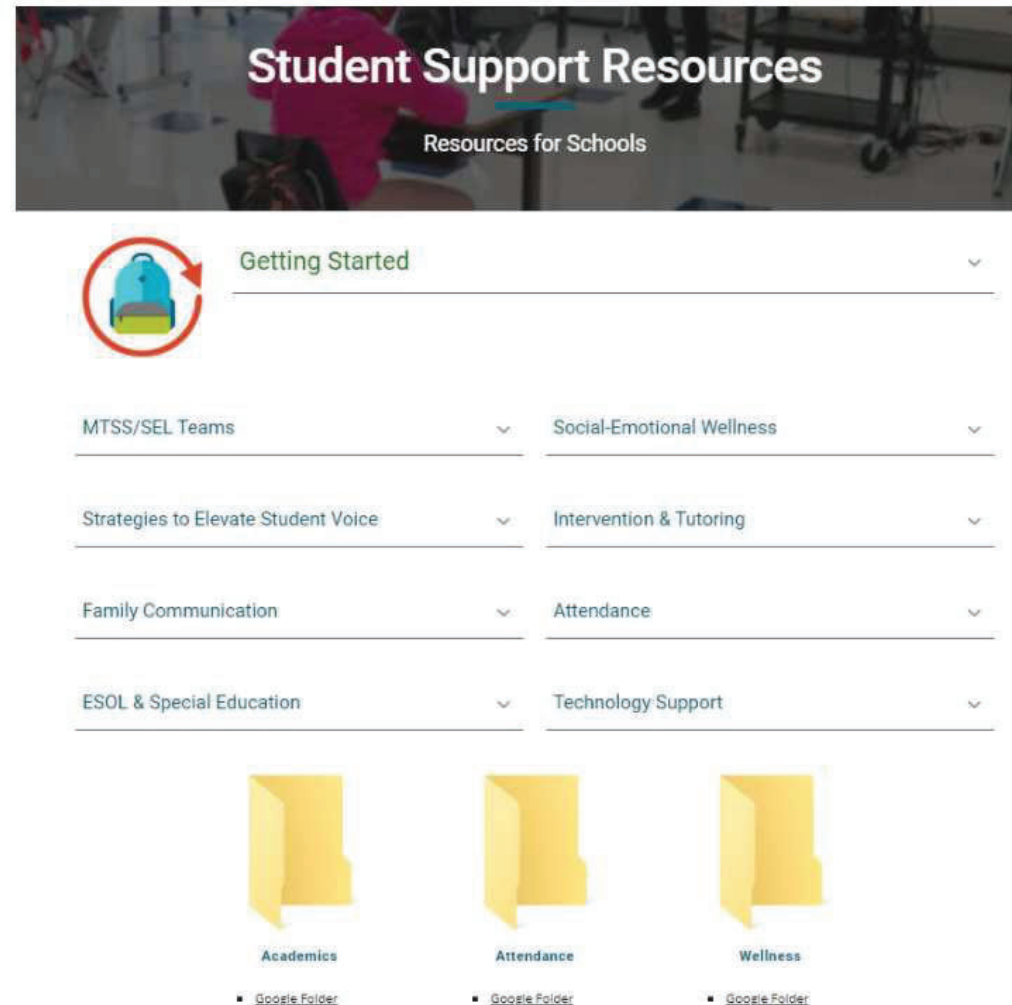 Student Support Resources
Resources for Schools
Getting Started
MTSS/SEL Teams
Social-Emotional Wellness
Strategies to Elevate Student Voice
Intervention & Tutoring
Family Communication
Attendance
ESOL & Special Education
Technology Support
Academics
Attendance
Wellness
Google Folder
Google Folder
Google Folder